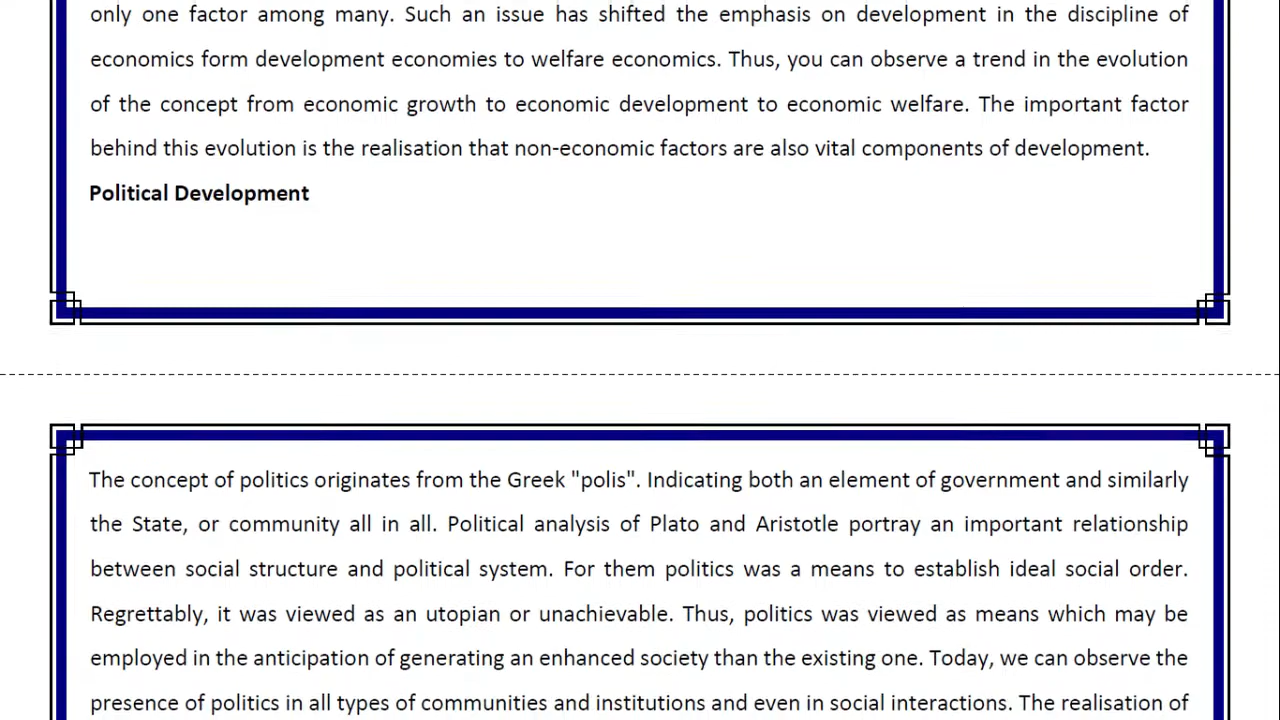 only one factor among many. Such an issue has shifted the emphasis on development in the discipline of
economics form development economies to welfare economics. Thus, you can observe a trend in the evolution
of the concept from economic growth to economic development to economic welfare. The important factor
behind this evolution is the realisation that non-economic factors are also vital components of development.
Political Development
The concept of politics originates from the Greek "polis". Indicating both an element of government and similarly
the State, or community all in all. Political analysis of Plato and Aristotle portray an important relationship
between social structure and political system. For them politics was a means to establish ideal social order.
Regrettably, it was viewed as an utopian or unachievable. Thus, politics was viewed as means which may be
employed in the anticipation of generating an enhanced society than the existing one. Today, we can observe the
presence of politics in all types of communities and institutions and even in social interactions. The realisation of